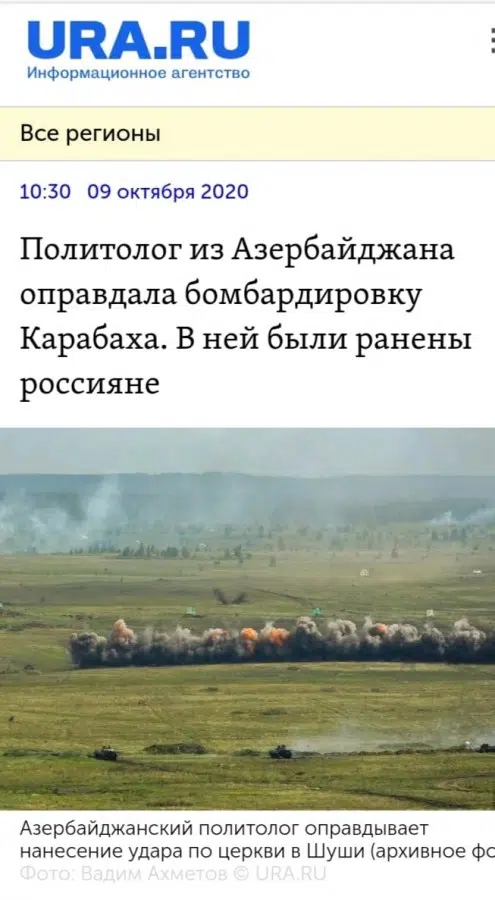 URA.RU
Информационное агентство
Все регионы
10:30 09 октября 2020
Политолог из Азербайджана
оправдала бомбардировку
Карабаха. В ней были ранены
россияне
Азербайджанский политолог оправдывает
нанесение удара по церкви в Шуши (архивное фо
Фото: Вадим Ахметов © URA.RU